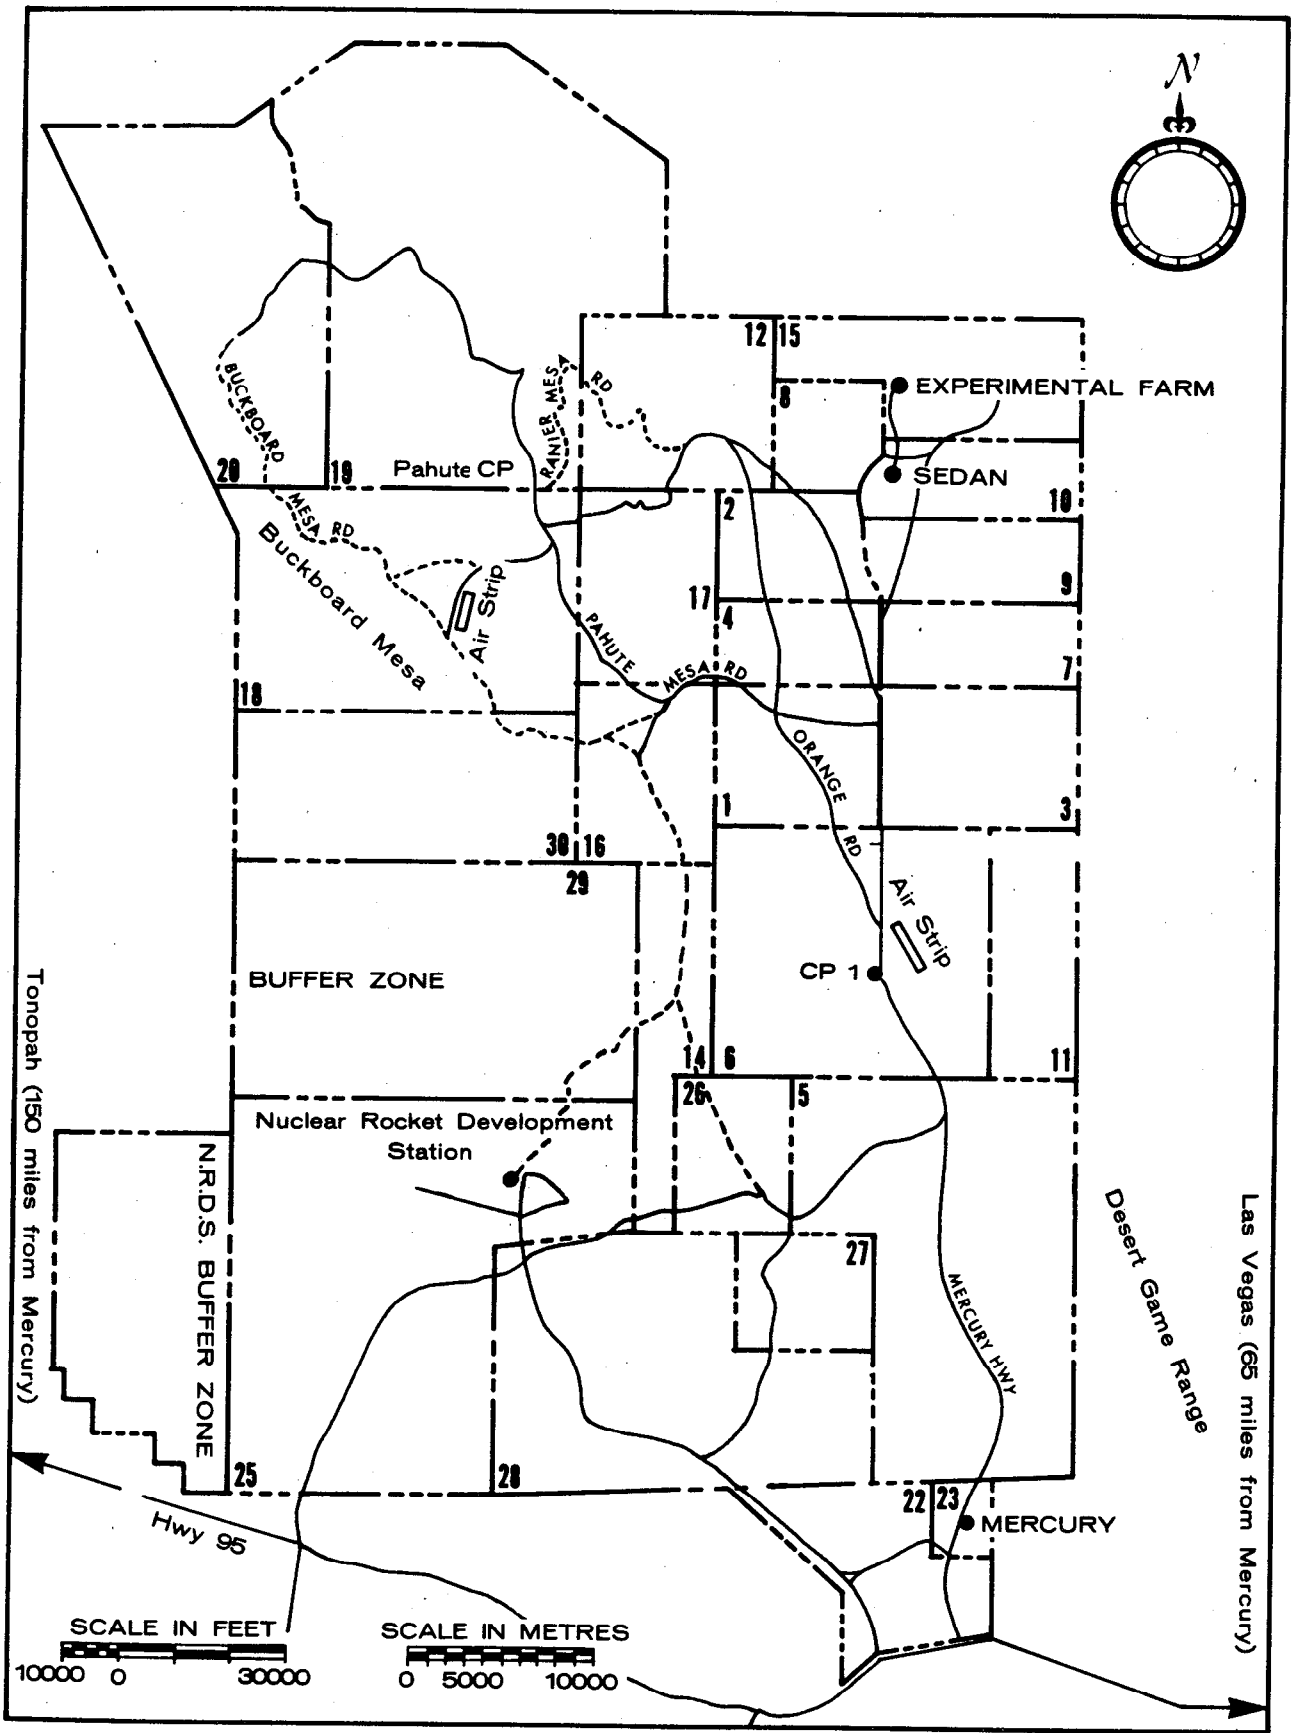 N
12 15
8
EXPERIMENTAL FARM
SEDAN
BUCKBOARD
MESA RD
RANIER MES
RD
20 19
Pahute CP
2
10
Buckboard Mesa
Air Strip
17
4
9
PAHUTE
MESA RD
7
18
ORANGE
RD
1
3
30 16
29
Air Strip
CP 1
BUFFER ZONE
14 6
11
26
5
Nuclear Rocket Development
Station
N.R.D.S. BUFFER ZONE
27
MERCURY HWY
Desert Game Range
Tonopah (150 miles from Mercury)
Las Vegas (65 miles from Mercury)
25
28
22 23
MERCURY
Hwy 95
SCALE IN FEET
10000 0 30000
SCALE IN METRES
0 5000 10000